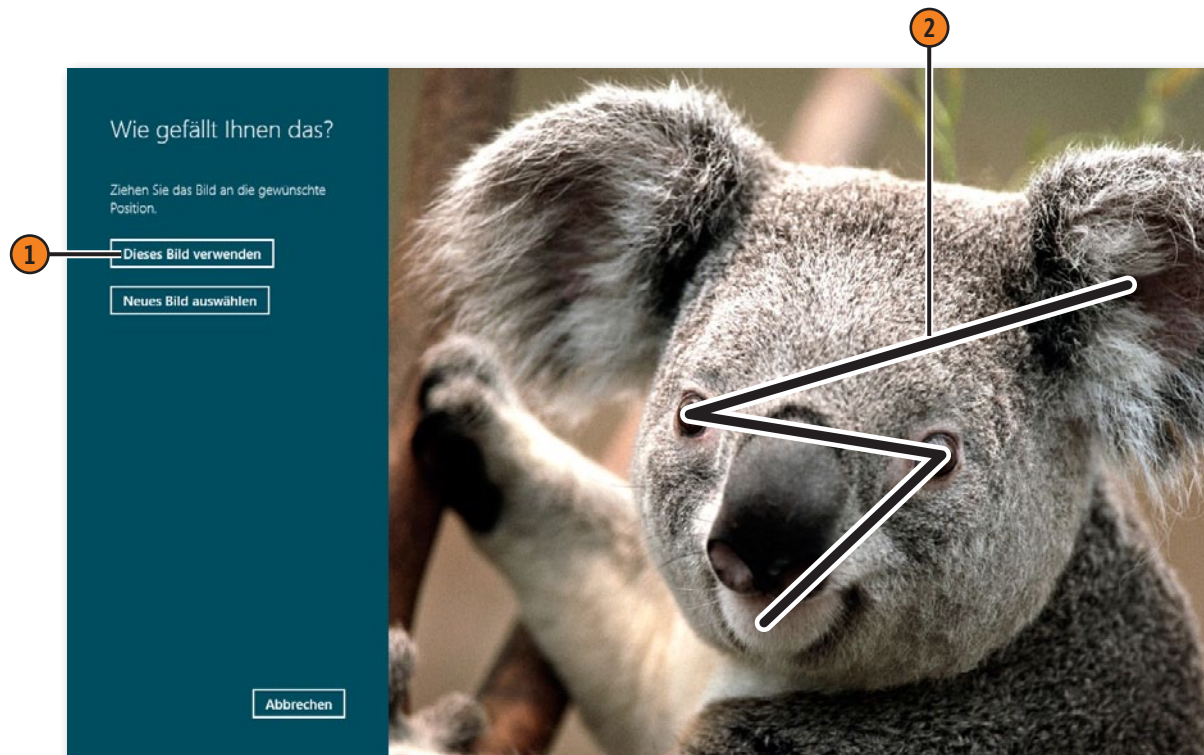 2
Wie gefällt Ihnen das?
Ziehen Sie das Bild an die gewünschte
Position.
1
Dieses Bild verwenden
Neues Bild auswählen
Abbrechen